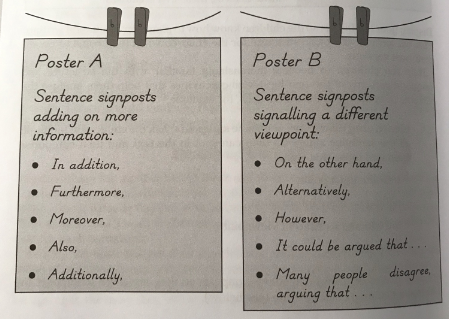 Poster A
Sentence signposts
adding on more
information:
• In addition,
• Furthermore,
• Moreover,
• Also,
• Additionally,
Poster B
Sentence signposts
signalling a different
viewpoint:
• On the other hand,
• Alternatively,
• However,
• It could be argued that . . .
• Many people disagree,
arguing that . . .